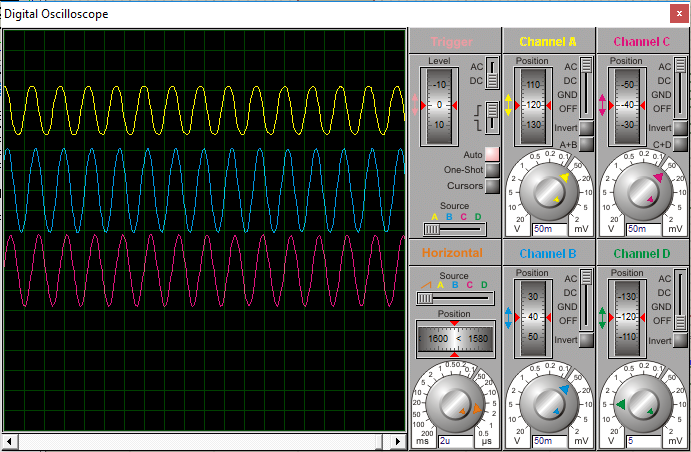 Digital Oscilloscope
x
Trigger
Level
-10
0
10
AC
DC
Auto
One-Shot
Cursors
Source
A B C D
Channel A
Position
110
-120
-130
AC
DC
GND
OFF
Invert
A+B
0.2 0.1 50
0.5 20
1 10
2
5
10 5
20 2
V 50m mV
Channel C
Position
-50
-40
-30
AC
DC
GND
OFF
Invert
C+D
0.2 0.1 50
0.5 20
1 10
2
5
10 5
20 2
V 50m mV
Horizontal
Source
A B C D
Position
1600 < 1580
1 0.5 0.2 0.1 50
2 20
5 10
10 5
20 2
50 1
100 0.5
200
ms 2u µs
Channel B
Position
30
40
50
AC
DC
GND
OFF
Invert
0.2 0.1 50
0.5 20
1 10
2
5
10 5
20 2
V 50m mV
Channel D
Position
-130
-120
-110
AC
DC
GND
OFF
Invert
0.2 0.1 50
0.5 20
1 10
2
5
10 5
20 2
V 5 mV